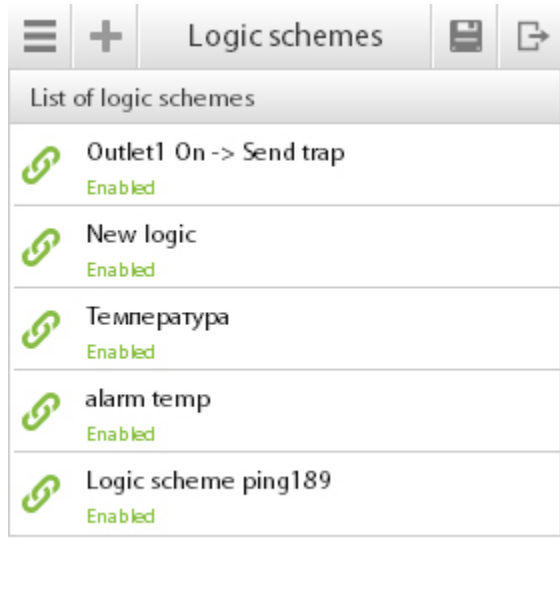 Logic schemes
List of logic schemes
Outlet1 On -> Send trap
Enabled
New logic
Enabled
Температура
Enabled
alarm temp
Enabled
Logic scheme ping189
Enabled